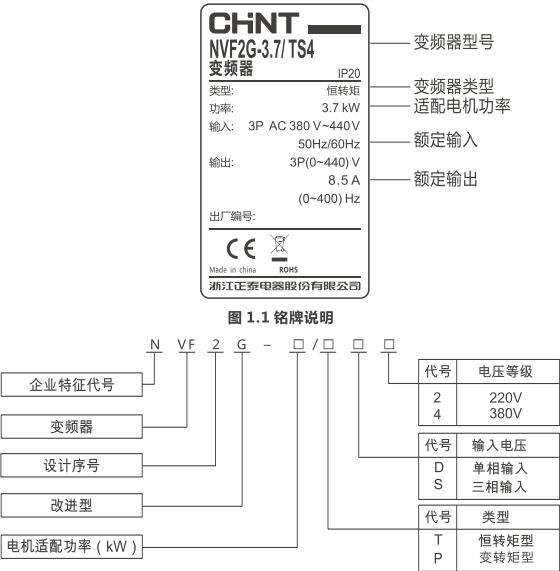 CHNT
NVF2G-3.7/TS4
变频器 IP20
类型: 恒转矩
功率: 3.7 kW
输入: 3P AC 380 V~440V
50Hz/60Hz
输出: 3P(0~440) V
8.5 A
(0~400) Hz
出厂编号:
CE
Made in china ROHS
浙江正泰电器股份有限公司
变频器型号
变频器类型
适配电机功率
额定输入
额定输出
图 1.1 铭牌说明
N VF 2 G - □ / □ □ □
企业特征代号
变频器
设计序号
改进型
电机适配功率(kW)
代号 电压等级
2 220V
4 380V
代号 输入电压
D 单相输入
S 三相输入
代号 类型
T 恒转矩型
P 变转矩型